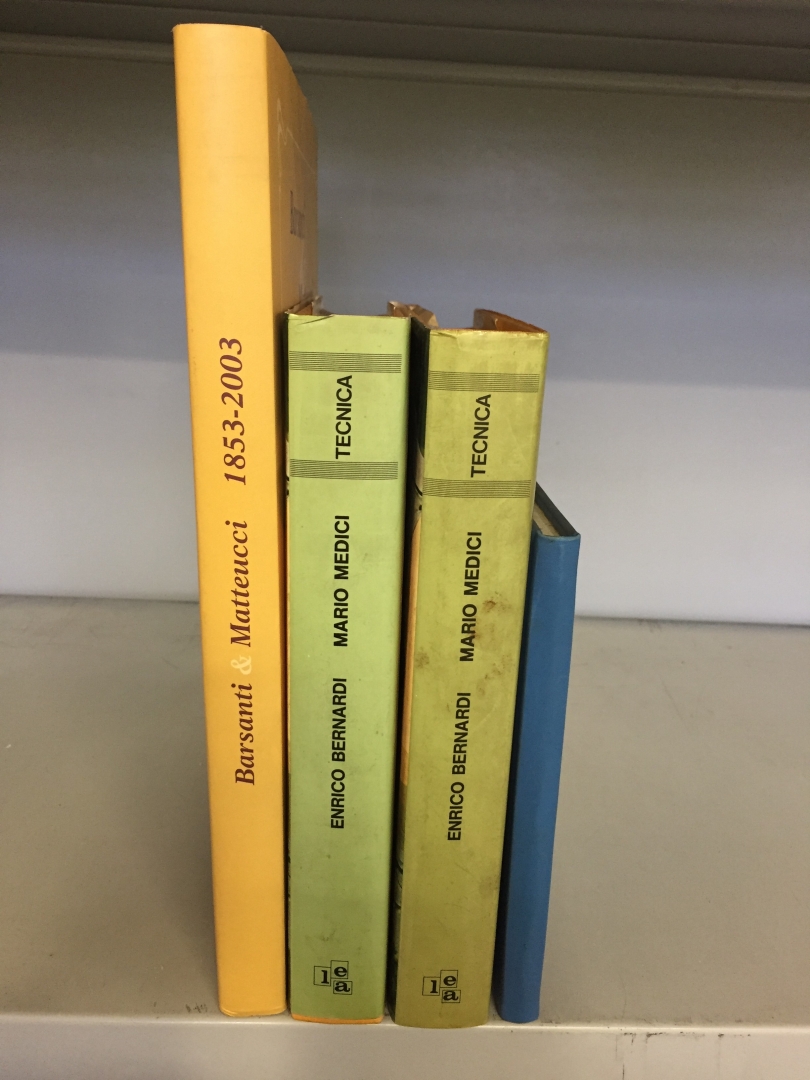 Barsanti & Matteucci 1853-2003
ENRICO BERNARDI MARIO MEDICI TECNICA
lea
ENRICO BERNARDI MARIO MEDICI TECNICA
lea